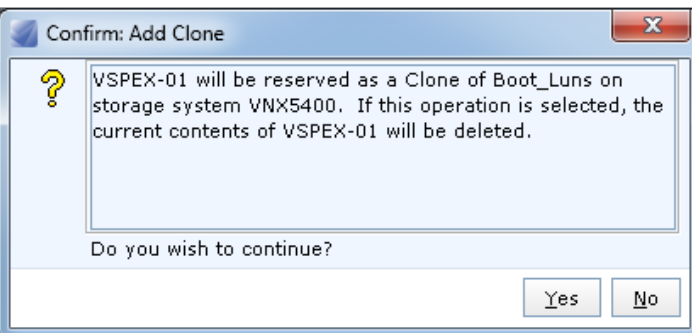 Confirm: Add Clone
VSPEX-01 will be reserved as a Clone of Boot_Luns on
storage system VNX5400.  If this operation is selected, the
current contents of VSPEX-01 will be deleted.
Do you wish to continue?
Yes No